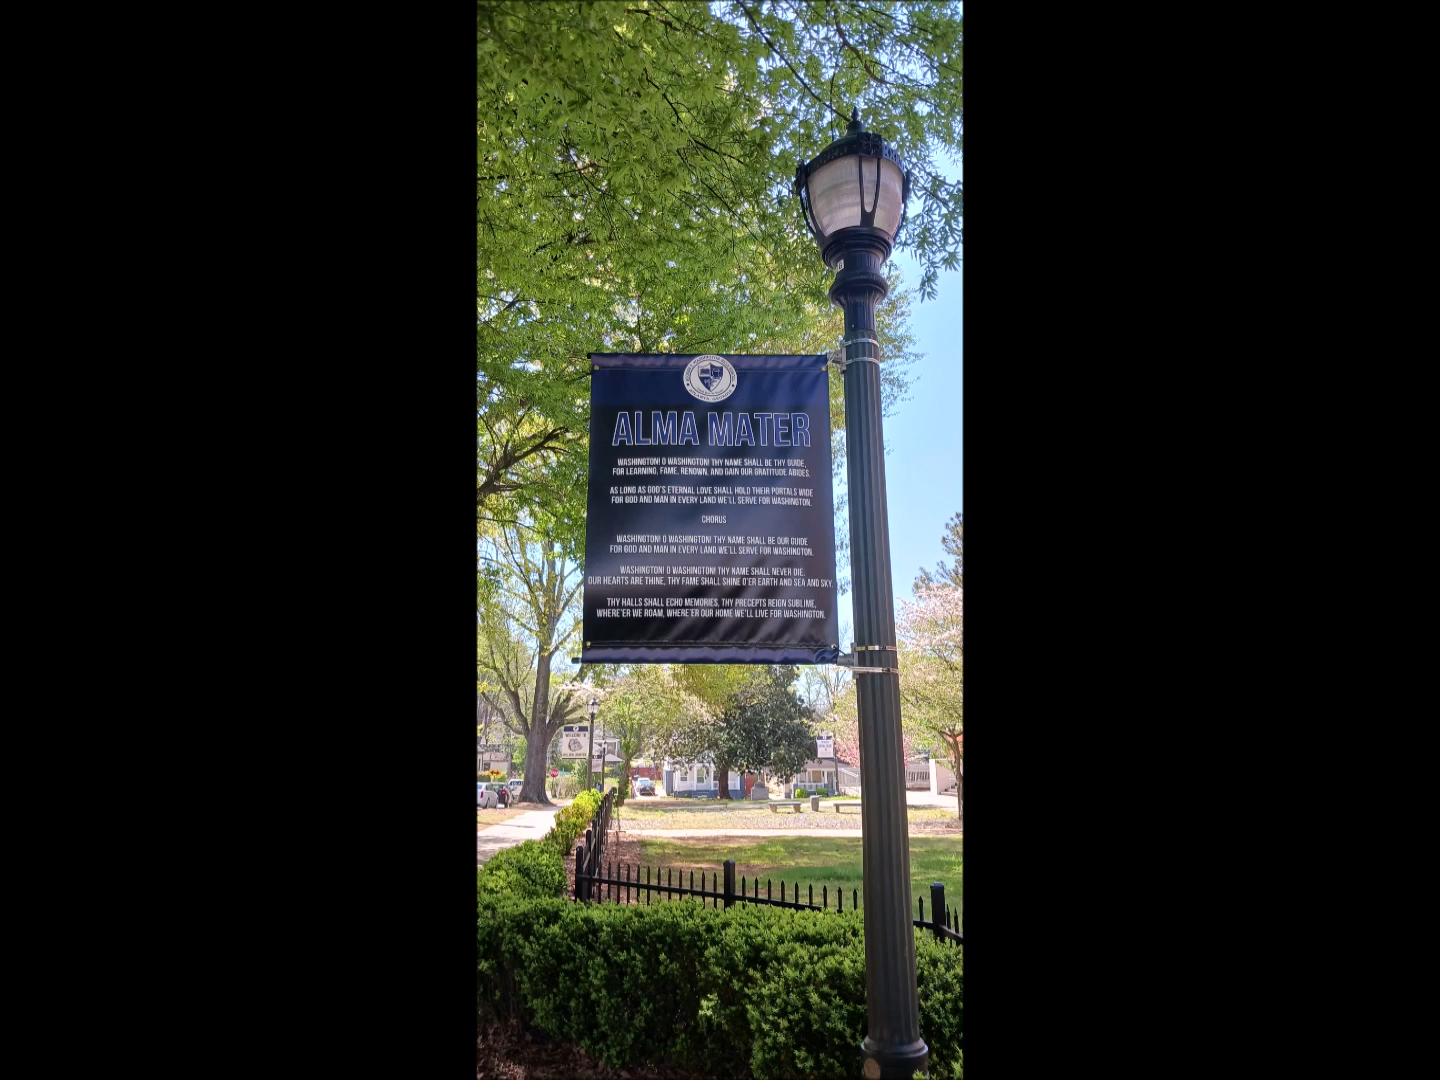 ALMA MATER
WASHINGTON! O WASHINGTON! THY NAME SHALL BE THY GUIDE,
FOR LEARNING, FAME, RENOWN, AND GAIN OUR GRATITUDE ABIDES.
AS LONG AS GOD'S ETERNAL LOVE SHALL HOLD THEIR PORTALS WIDE
FOR GOD AND MAN IN EVERY LAND WE'LL SERVE FOR WASHINGTON.
CHORUS
WASHINGTON! O WASHINGTON! THY NAME SHALL BE OUR GUIDE
FOR GOD AND MAN IN EVERY LAND WE'LL SERVE FOR WASHINGTON.
WASHINGTON! O WASHINGTON! THY NAME SHALL NEVER DIE.
OUR HEARTS ARE THINE, THY FAME SHALL SHINE O'ER EARTH AND SEA AND SKY.
THY HALLS SHALL ECHO MEMORIES, THY PRECEPTS REIGN SUBLIME,
WHERE'ER WE ROAM, WHERE'ER OUR HOME WE'LL LIVE FOR WASHINGTON.
WELCOME